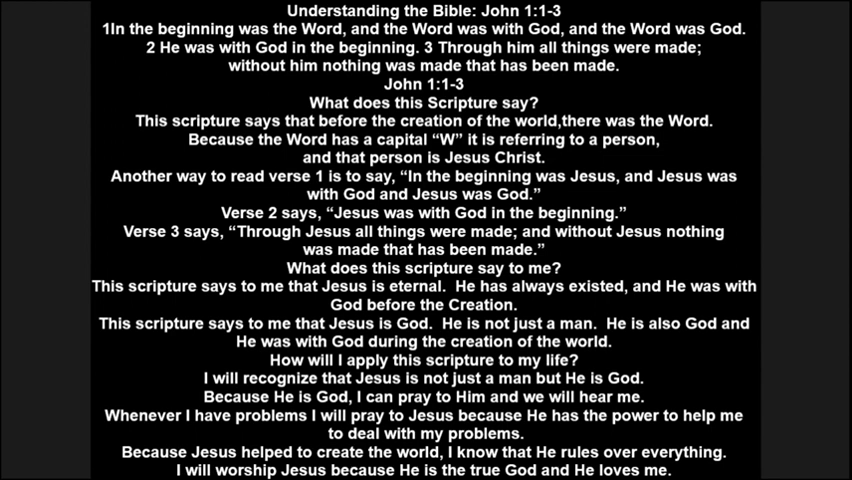 Understanding the Bible: John 1:1-3
1In the beginning was the Word, and the Word was with God, and the Word was God.
2 He was with God in the beginning. 3 Through him all things were made;
without him nothing was made that has been made.
John 1:1-3
What does this Scripture say?
This scripture says that before the creation of the world,there was the Word.
Because the Word has a capital “W” it is referring to a person,
and that person is Jesus Christ.
Another way to read verse 1 is to say, “In the beginning was Jesus, and Jesus was
with God and Jesus was God.”
Verse 2 says, “Jesus was with God in the beginning.”
Verse 3 says, “Through Jesus all things were made; and without Jesus nothing
was made that has been made.”
What does this scripture say to me?
This scripture says to me that Jesus is eternal.  He has always existed, and He was with
God before the Creation.
This scripture says to me that Jesus is God.  He is not just a man.  He is also God and
He was with God during the creation of the world.
How will I apply this scripture to my life?
I will recognize that Jesus is not just a man but He is God.
Because He is God, I can pray to Him and we will hear me.
Whenever I have problems I will pray to Jesus because He has the power to help me
to deal with my problems.
Because Jesus helped to create the world, I know that He rules over everything.
I will worship Jesus because He is the true God and He loves me.